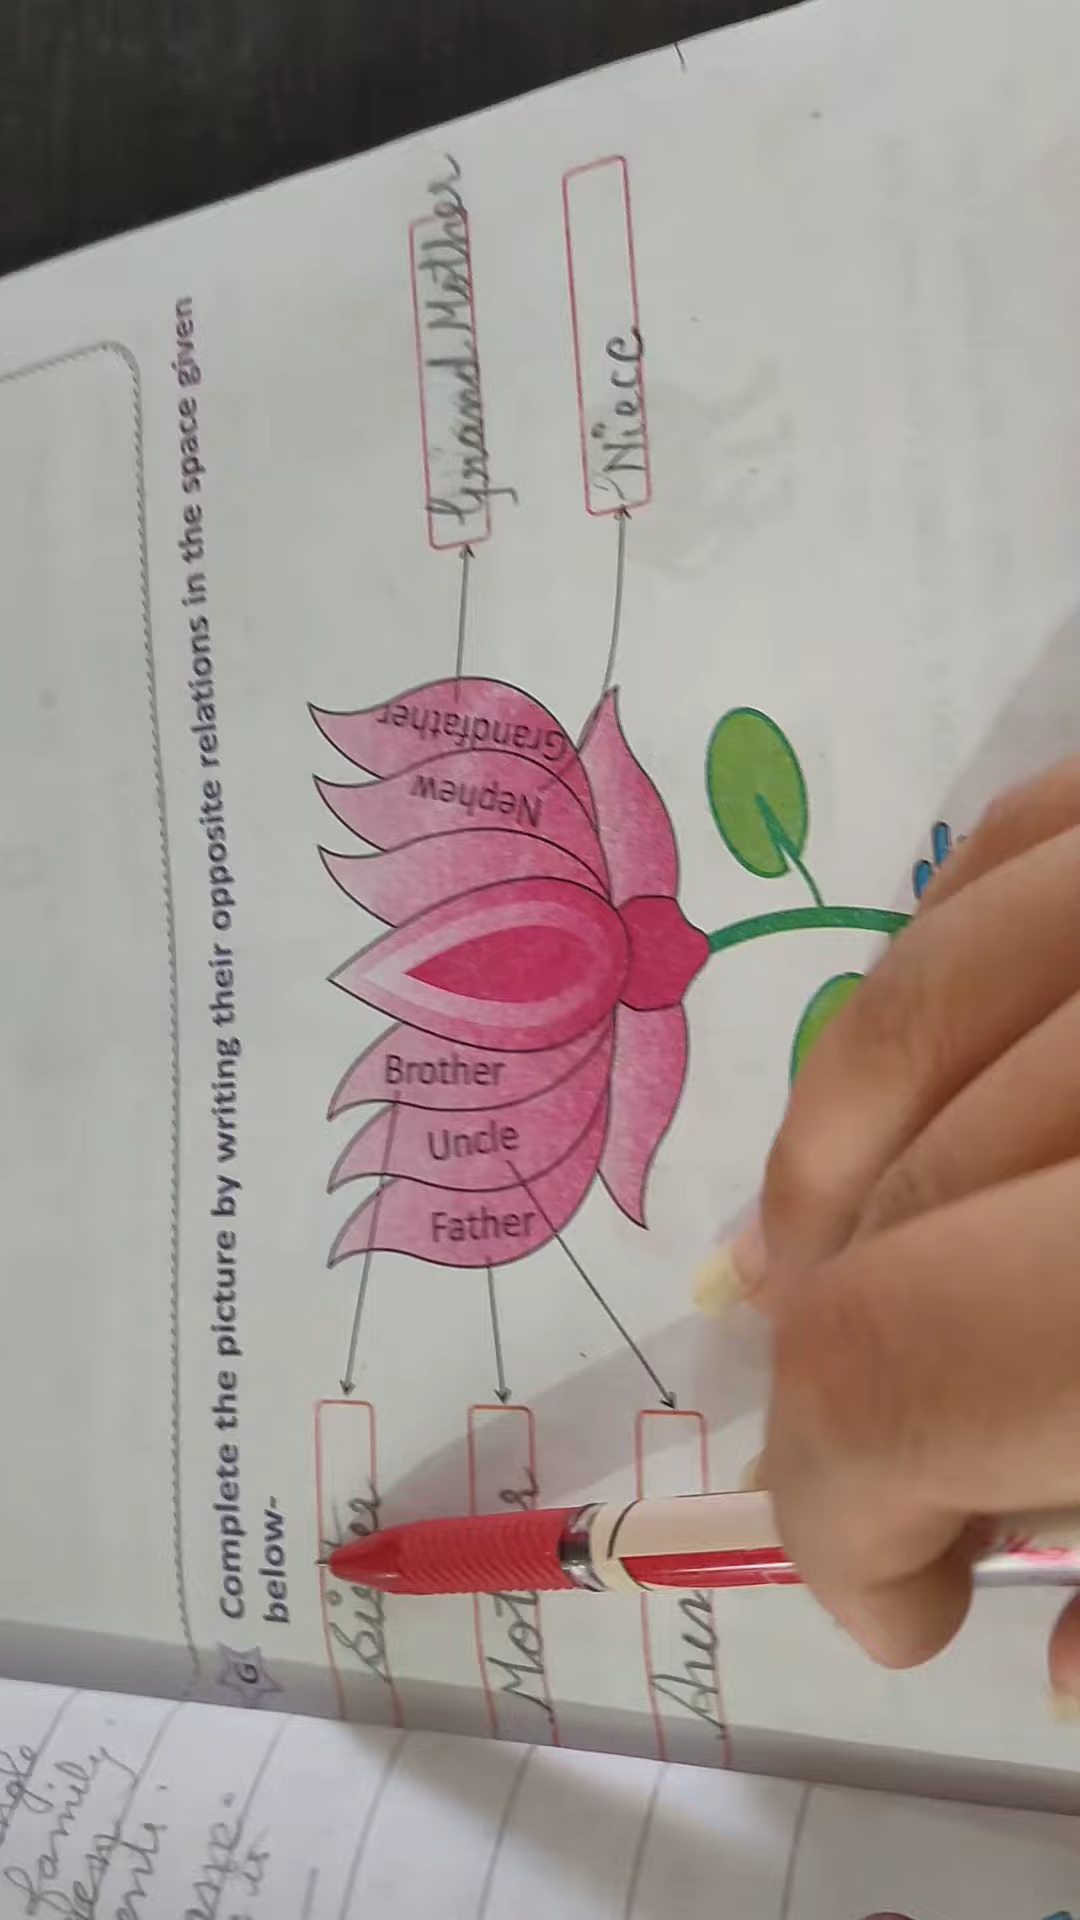 G Complete the picture by writing their opposite relations in the space given
below-
Sister
Brother
Uncle
Father
Nephew
Grandfather
Grand Mother
Niece
family